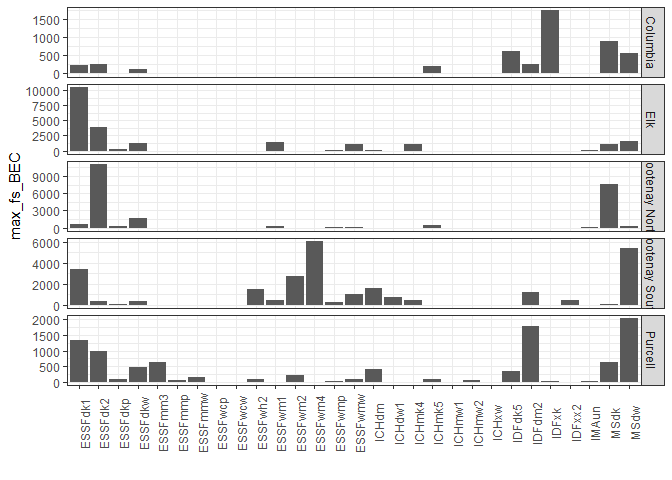 max_fs_BEC
1500
1000
500
0
Columbia
10000
7500
5000
2500
0
Elk
9000
6000
3000
0
ootenay Nort
6000
4000
2000
0
ootenay Sout
2000
1500
1000
500
0
Purcell
ESSFdk1
ESSFdk2
ESSFdkp
ESSFdkw
ESSFmm3
ESSFmmp
ESSFmmw
ESSFwcp
ESSFwcw
ESSFwh2
ESSFwm1
ESSFwm2
ESSFwm4
ESSFwmp
ESSFwmw
ICHdm
ICHdw1
ICHmk4
ICHmk5
ICHmw1
ICHmw2
ICHxw
IDFdk5
IDFdm2
IDFxk
IDFxx2
IMAun
MSdk
MSdw